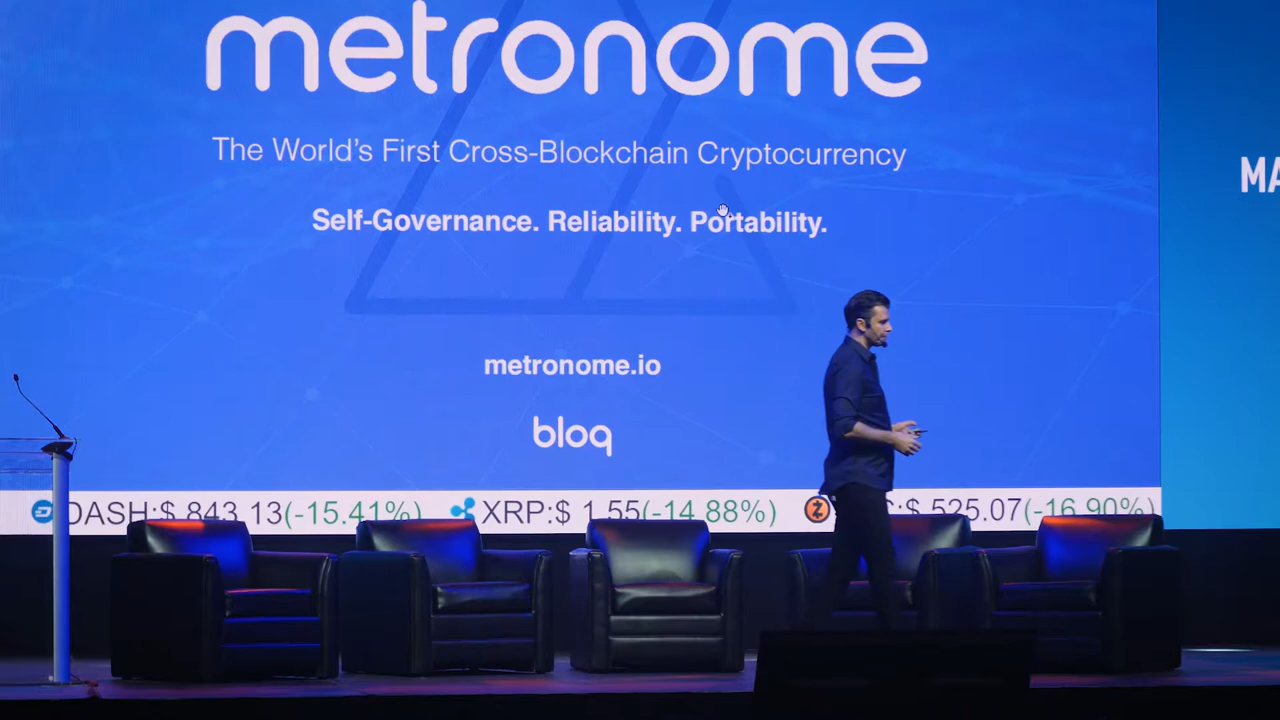 metronome
The World's First Cross-Blockchain Cryptocurrency
MA
Self-Governance. Reliability. Portability.
metronome.io
bloq
DASH:$ 843.13(-15.41%) XRP:$ 1.55(-14.88%) C:$ 525.07(-16.90%)